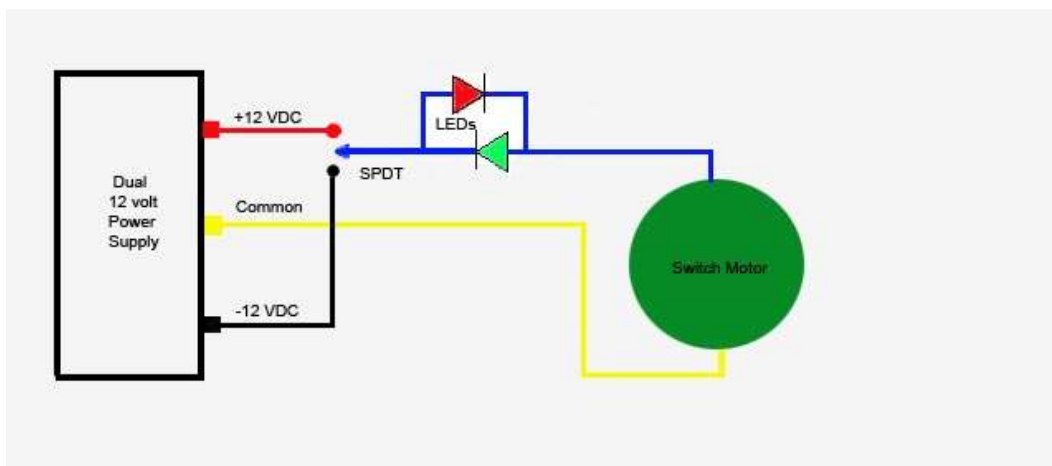 +12 VDC
LEDs
SPDT
Dual
12 volt
Power
Supply
Common
Switch Motor
-12 VDC